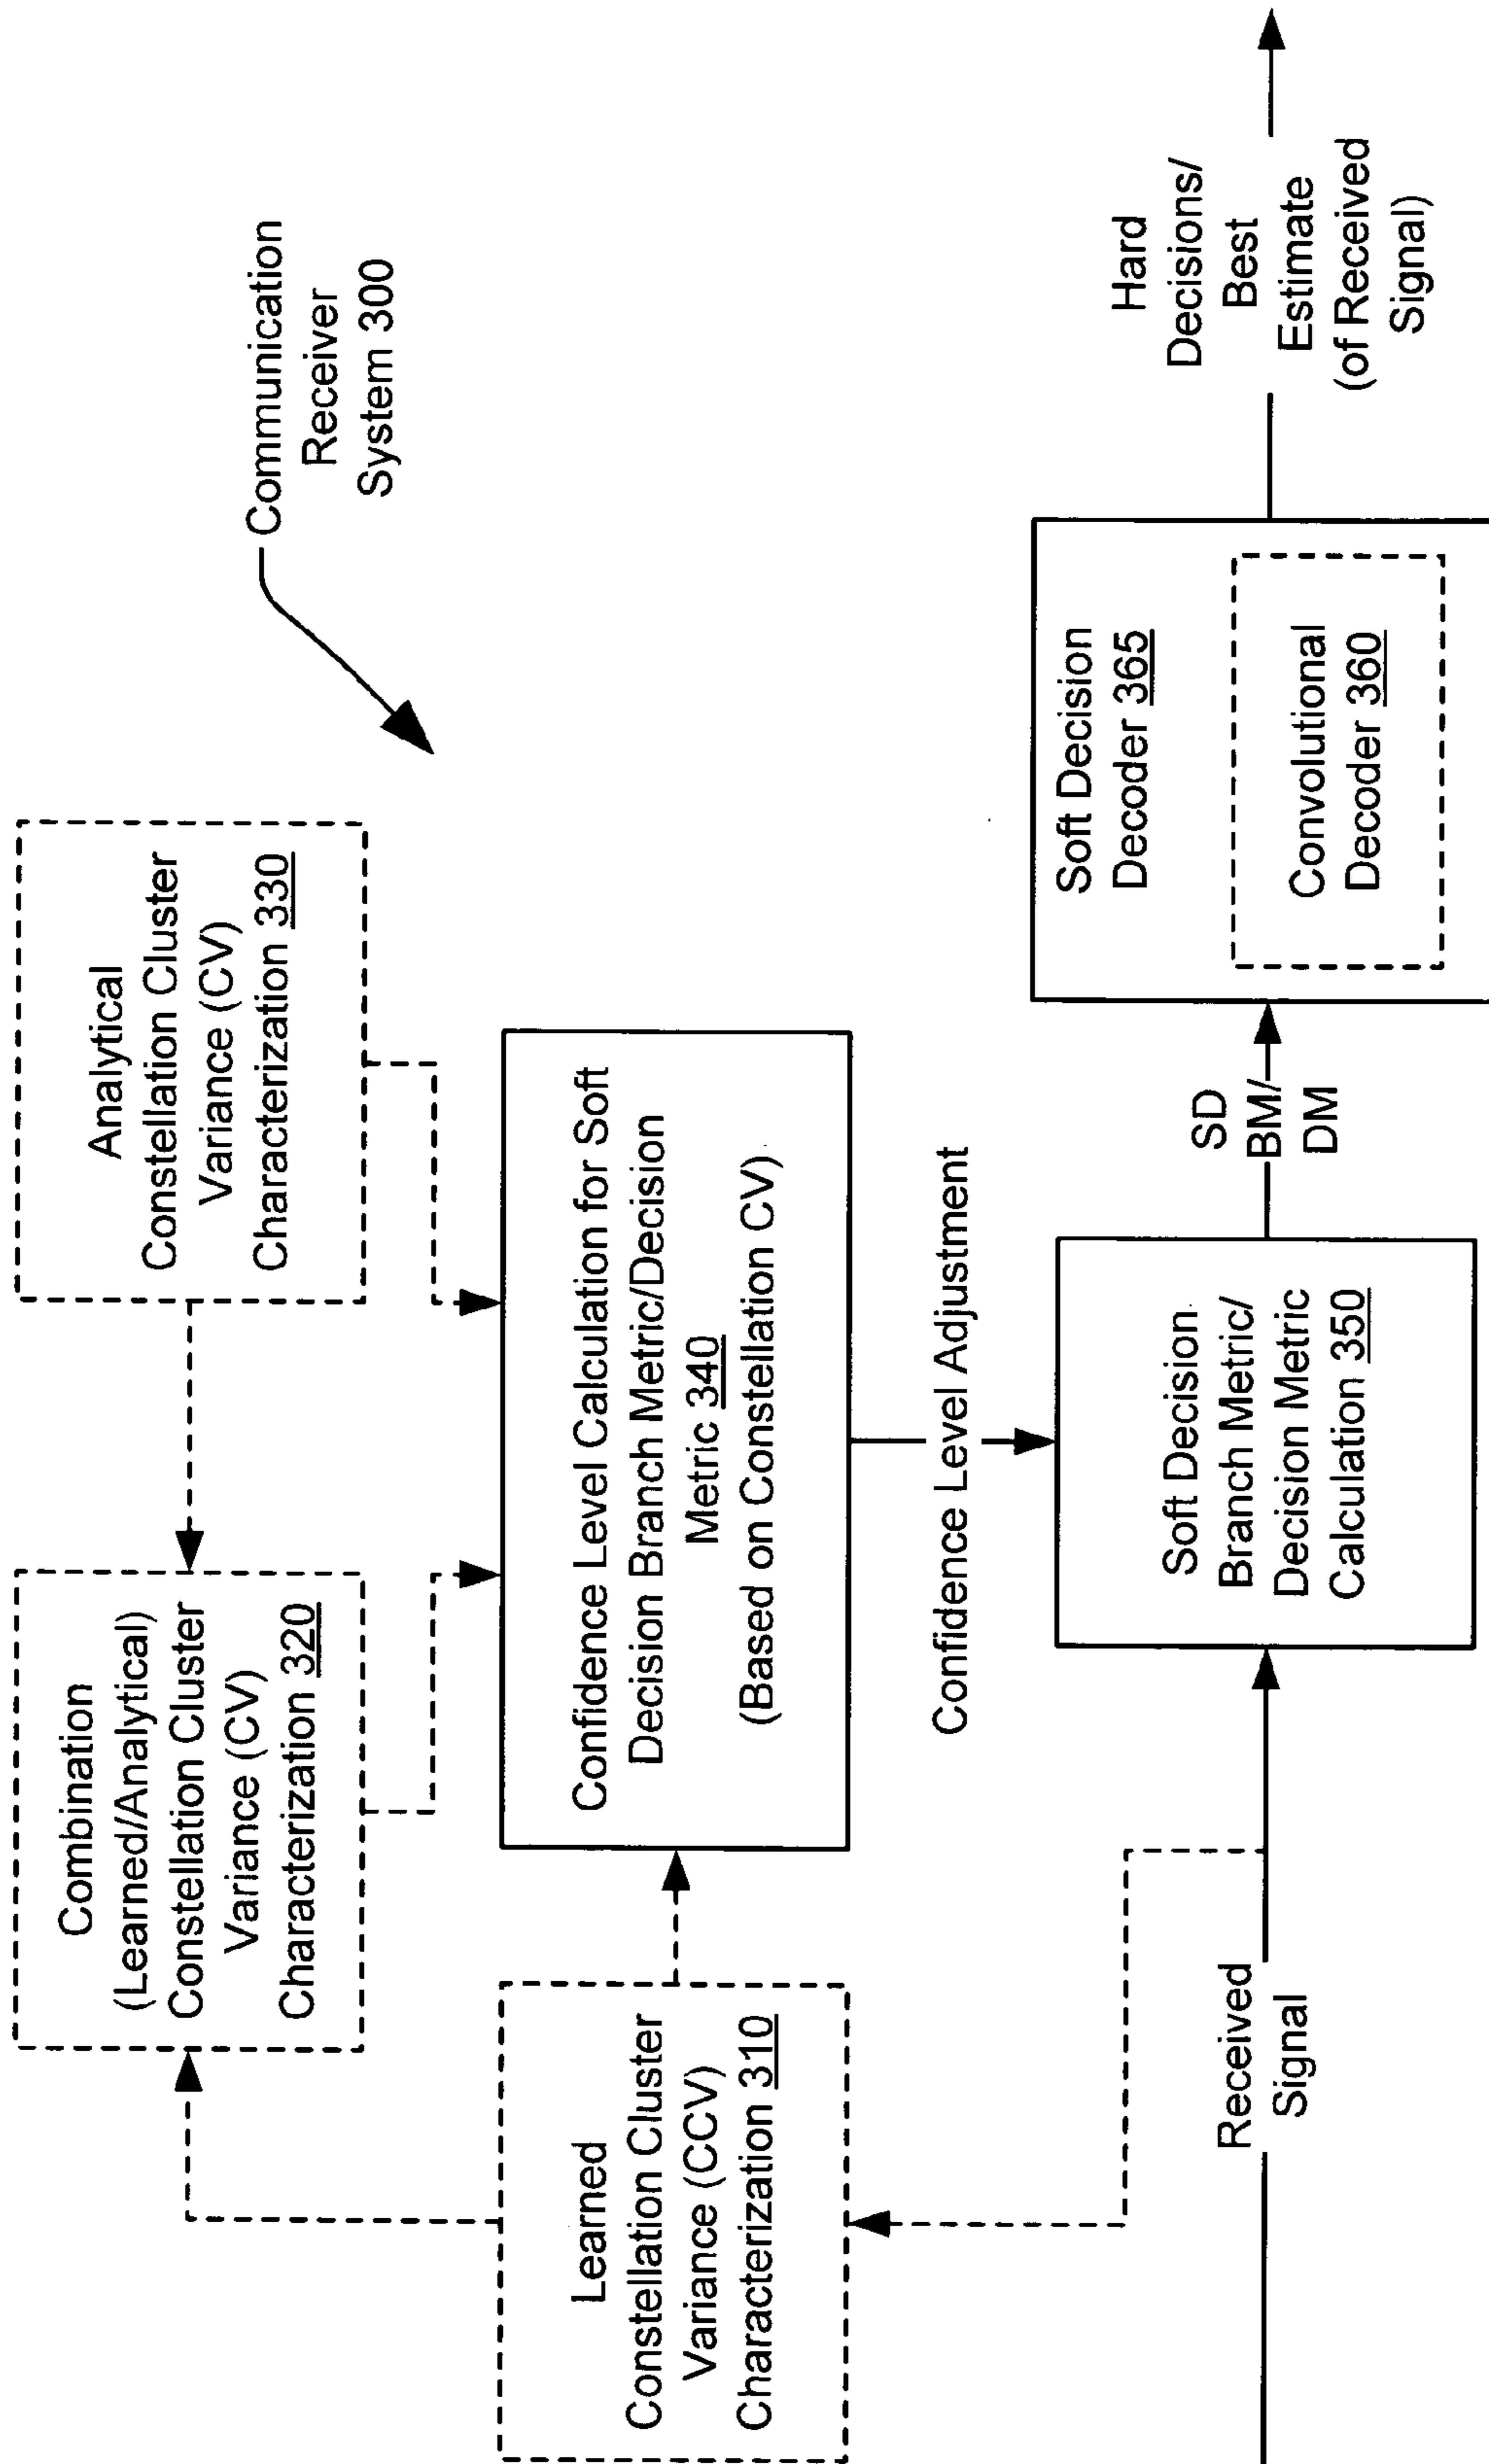 Communication
Receiver
System 300
Analytical
Constellation Cluster
Variance (CV)
Characterization 330
Combination
(Learned/Analytical)
Constellation Cluster
Variance (CV)
Characterization 320
Learned
Constellation Cluster
Variance (CCV)
Characterization 310
Confidence Level Calculation for Soft
Decision Branch Metric/Decision
Metric 340
(Based on Constellation CV)
Confidence Level Adjustment
Received
Signal
Soft Decision
Branch Metric/
Decision Metric
Calculation 350
SD
BM/
DM
Soft Decision
Decoder 365
Convolutional
Decoder 360
Hard
Decisions/
Best
Estimate
(of Received
Signal)